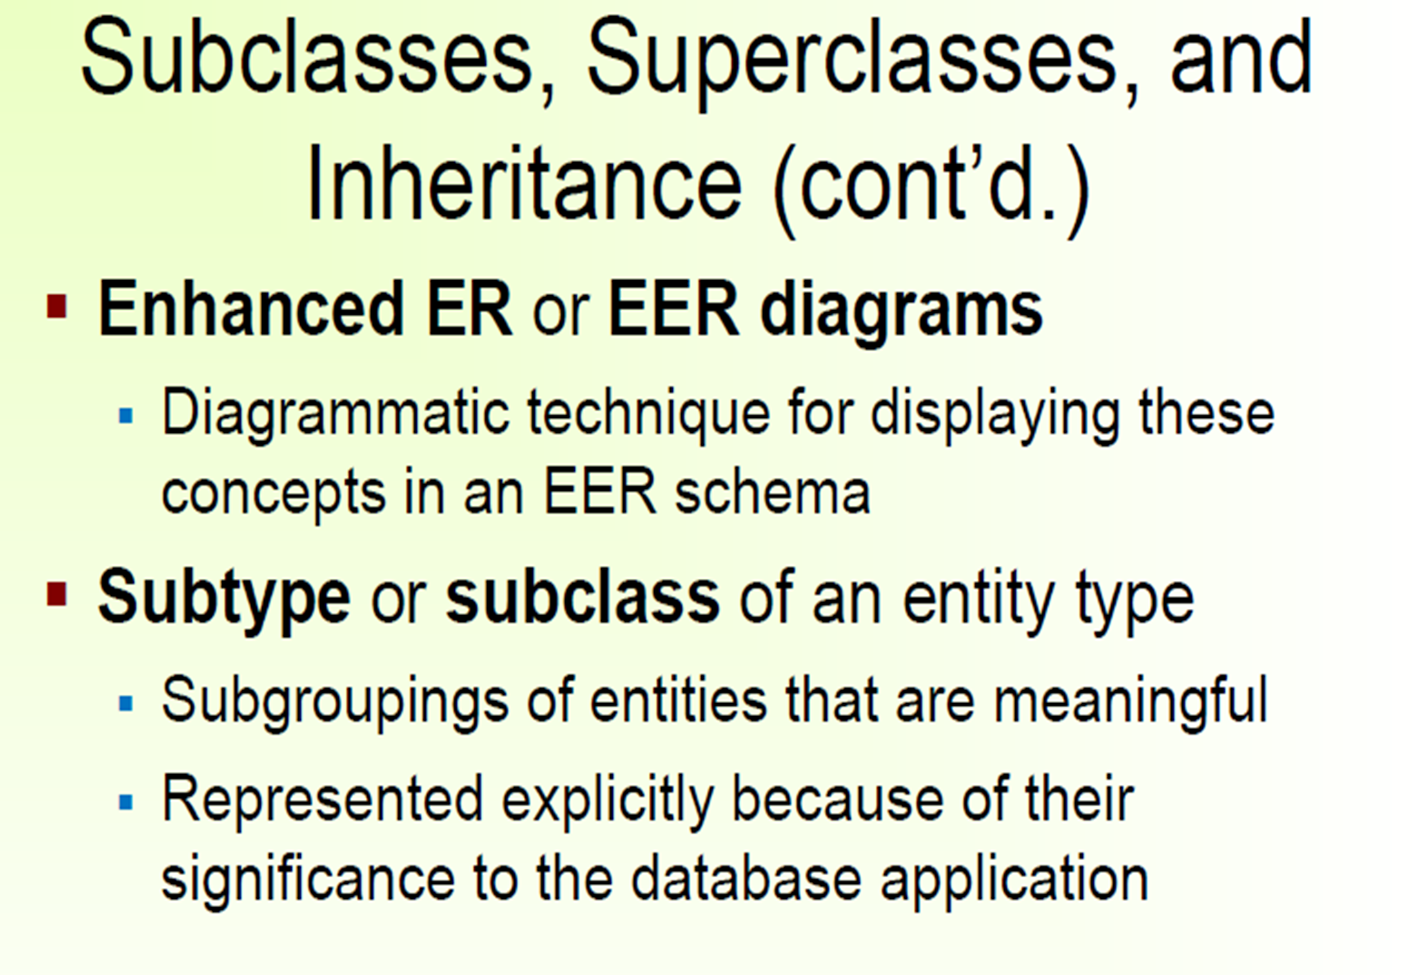 Subclasses, Superclasses, and
Inheritance (cont’d.)
Enhanced ER or EER diagrams
Diagrammatic technique for displaying these
concepts in an EER schema
Subtype or subclass of an entity type
Subgroupings of entities that are meaningful
Represented explicitly because of their
significance to the database application